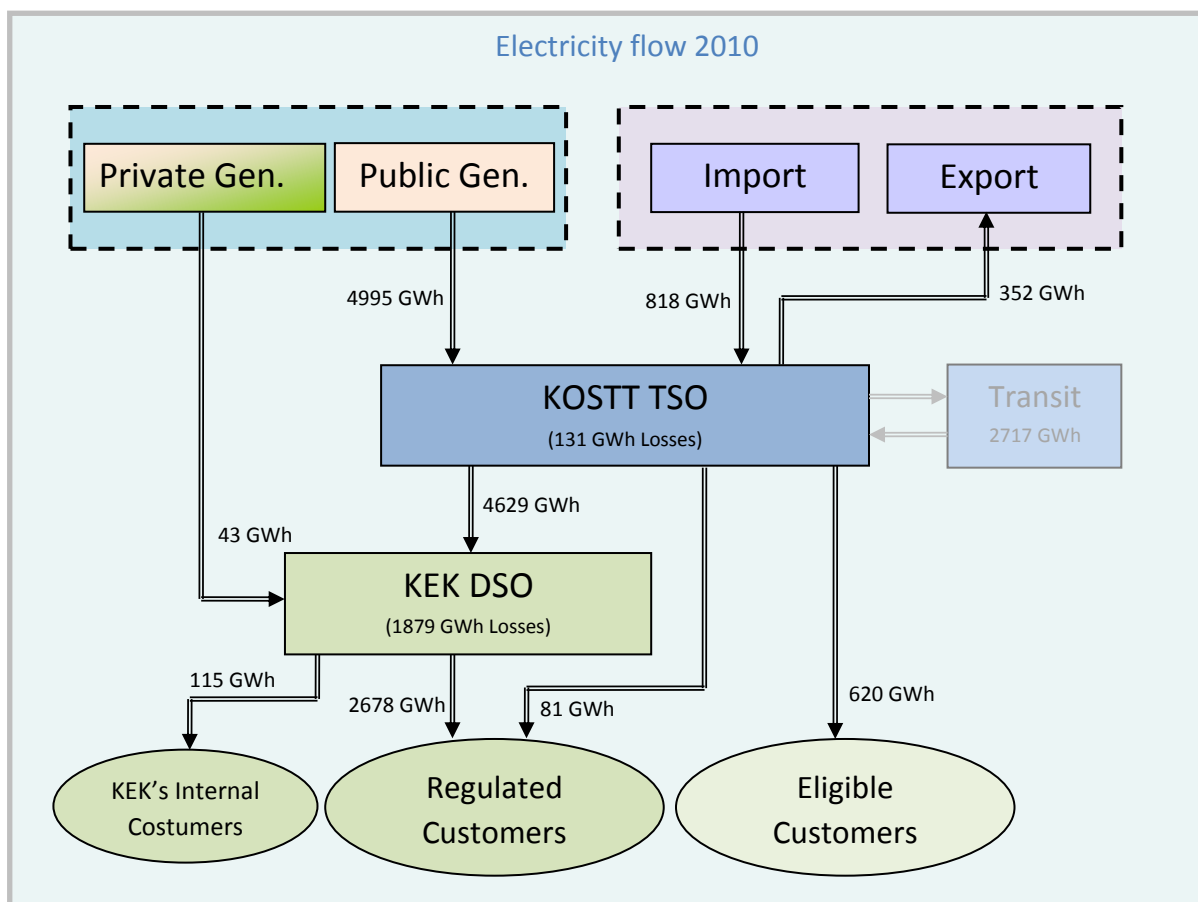 Electricity flow 2010
Private Gen.
Public Gen.
Import
Export
4995 GWh
818 GWh
352 GWh
KOSTT TSO
(131 GWh Losses)
Transit
2717 GWh
4629 GWh
43 GWh
KEK DSO
(1879 GWh Losses)
115 GWh
2678 GWh
81 GWh
620 GWh
KEK’s Internal
Costumers
Regulated
Customers
Eligible
Customers